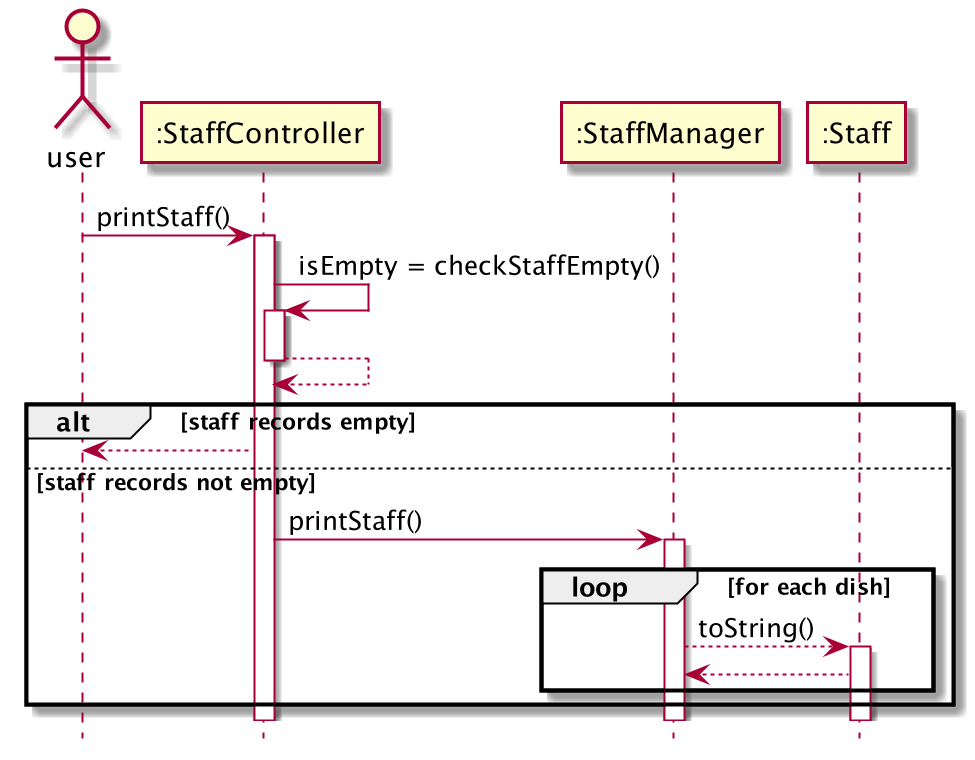 user
:StaffController
:StaffManager
:Staff
printStaff()
isEmpty = checkStaffEmpty()
alt [staff records empty]
[staff records not empty]
printStaff()
loop [for each dish]
toString()